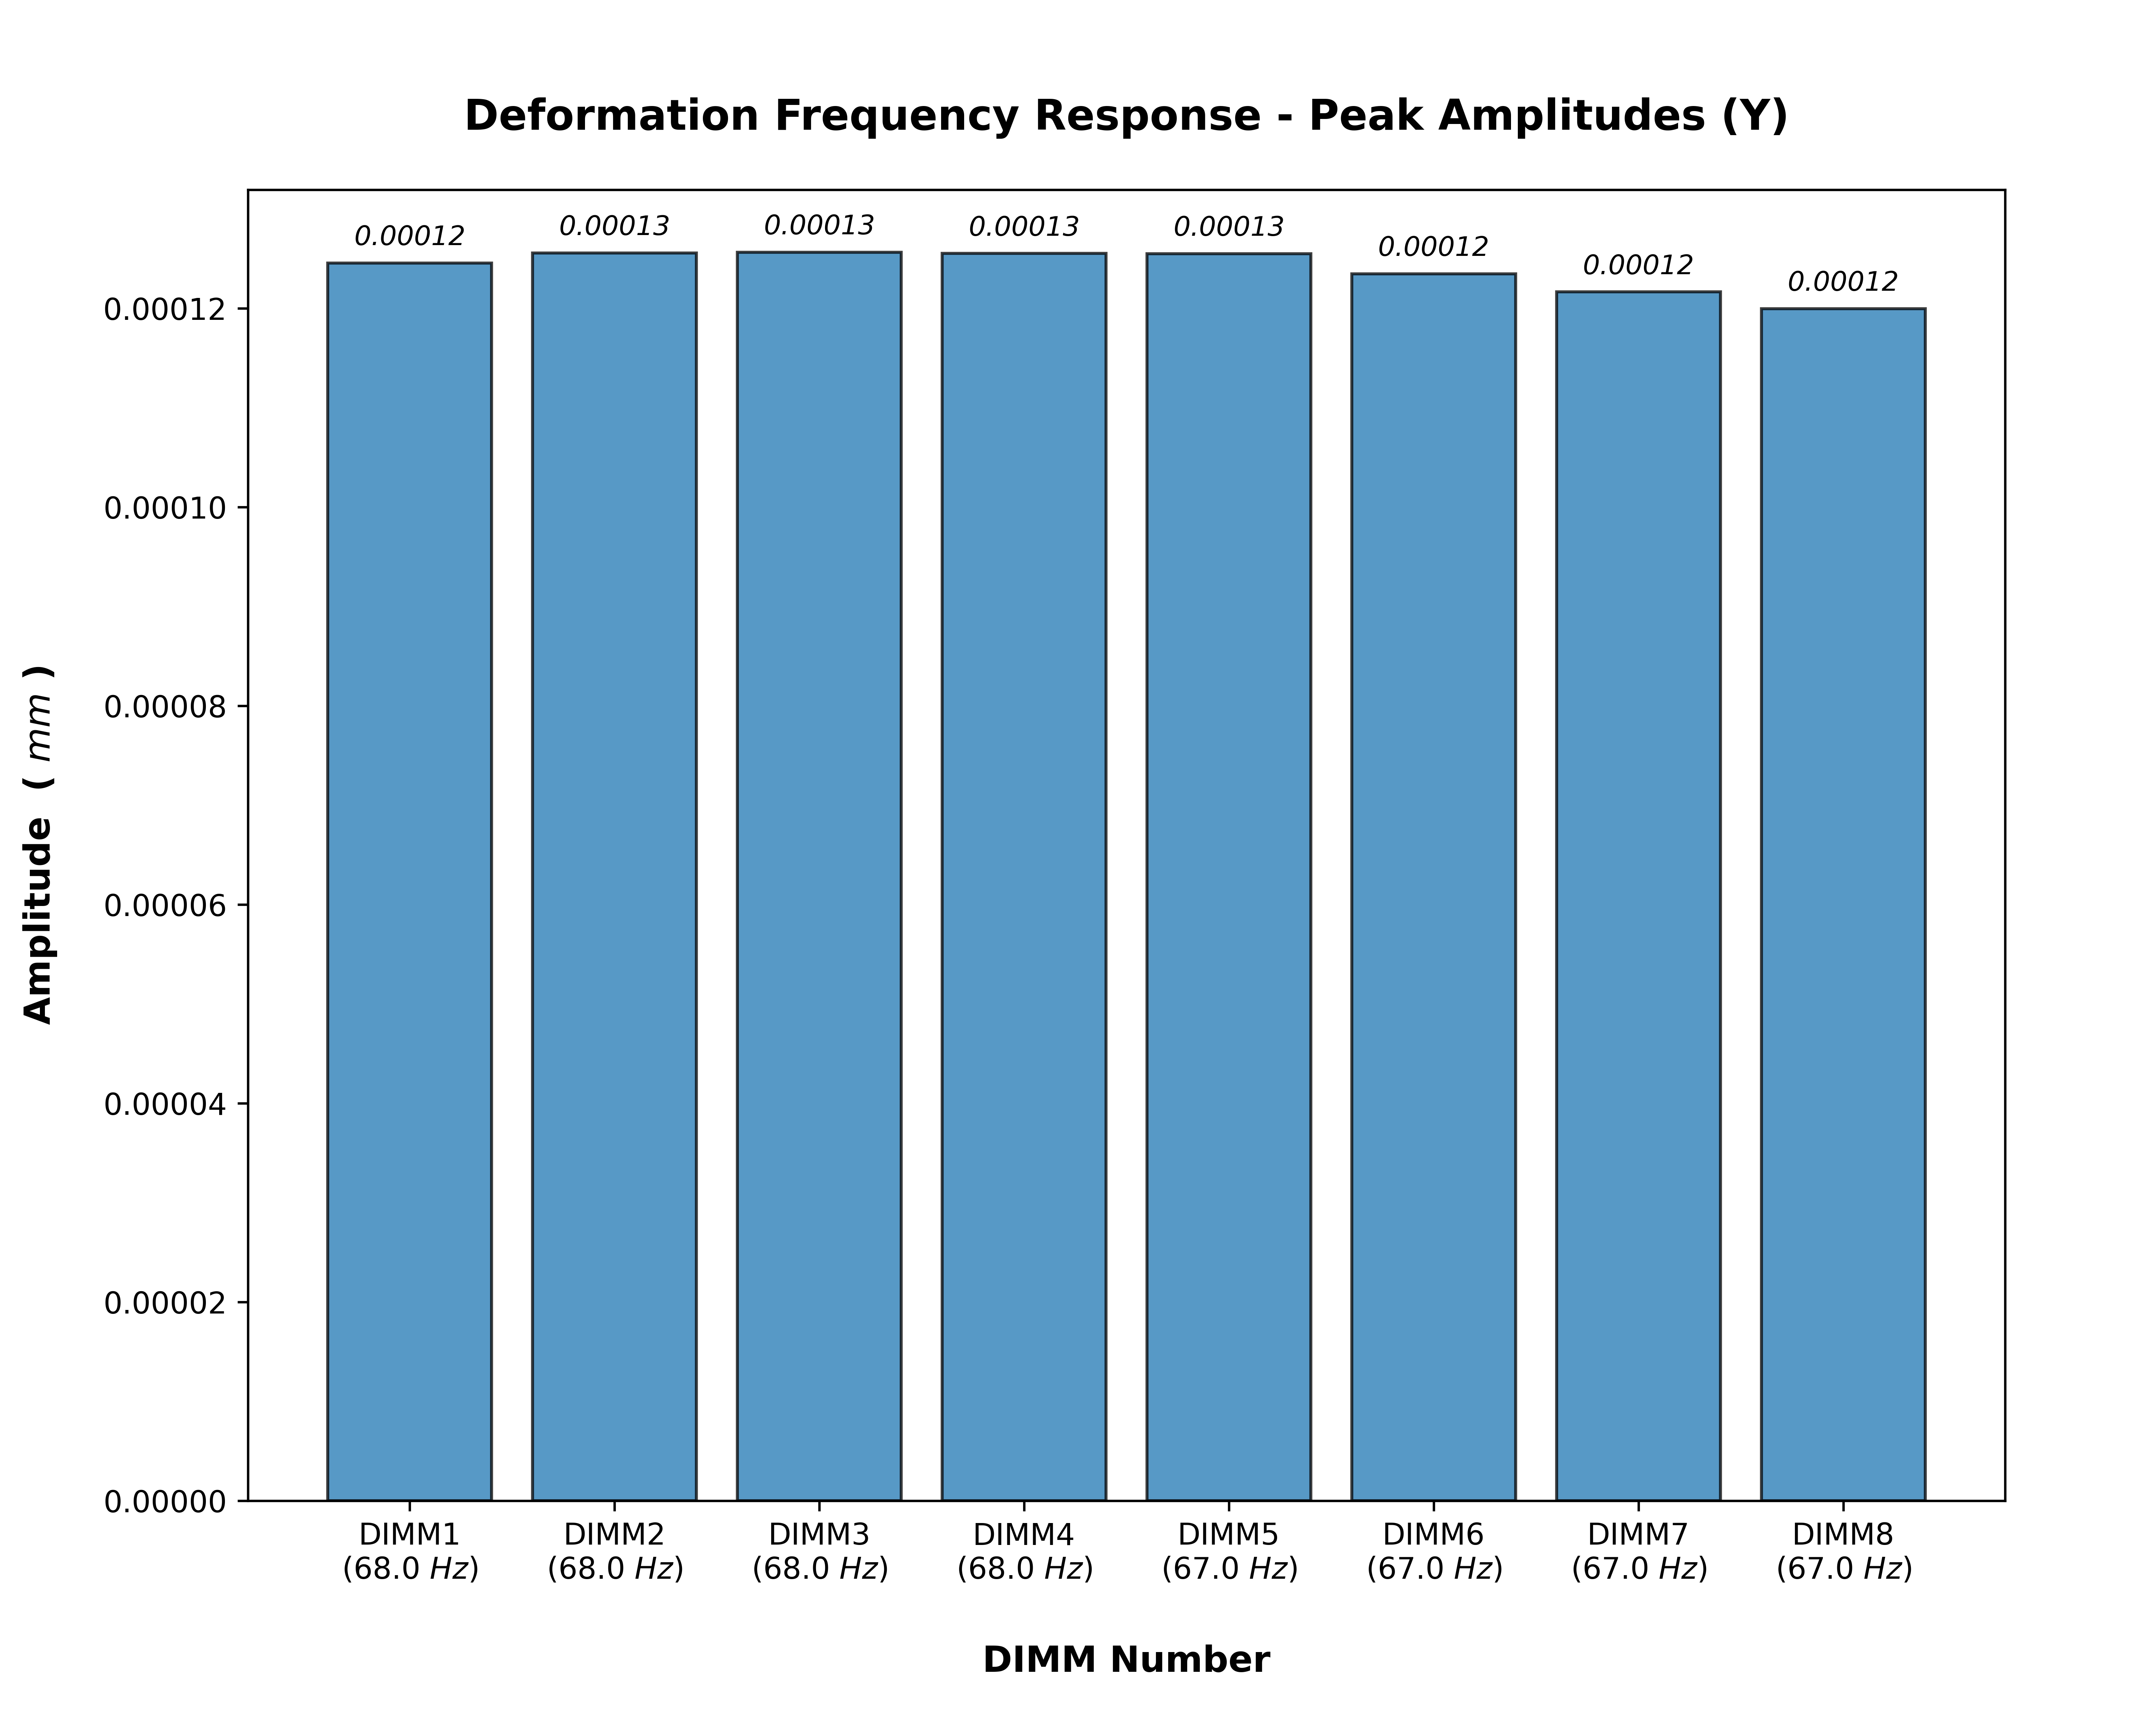 Deformation Frequency Response - Peak Amplitudes (Y)
0.00012 0.00013 0.00013 0.00013 0.00013 0.00012 0.00012 0.00012
Amplitude ( mm )
0.00012
0.00010
0.00008
0.00006
0.00004
0.00002
0.00000
DIMM1 DIMM2 DIMM3 DIMM4 DIMM5 DIMM6 DIMM7 DIMM8
(68.0 Hz) (68.0 Hz) (68.0 Hz) (68.0 Hz) (67.0 Hz) (67.0 Hz) (67.0 Hz) (67.0 Hz)
DIMM Number